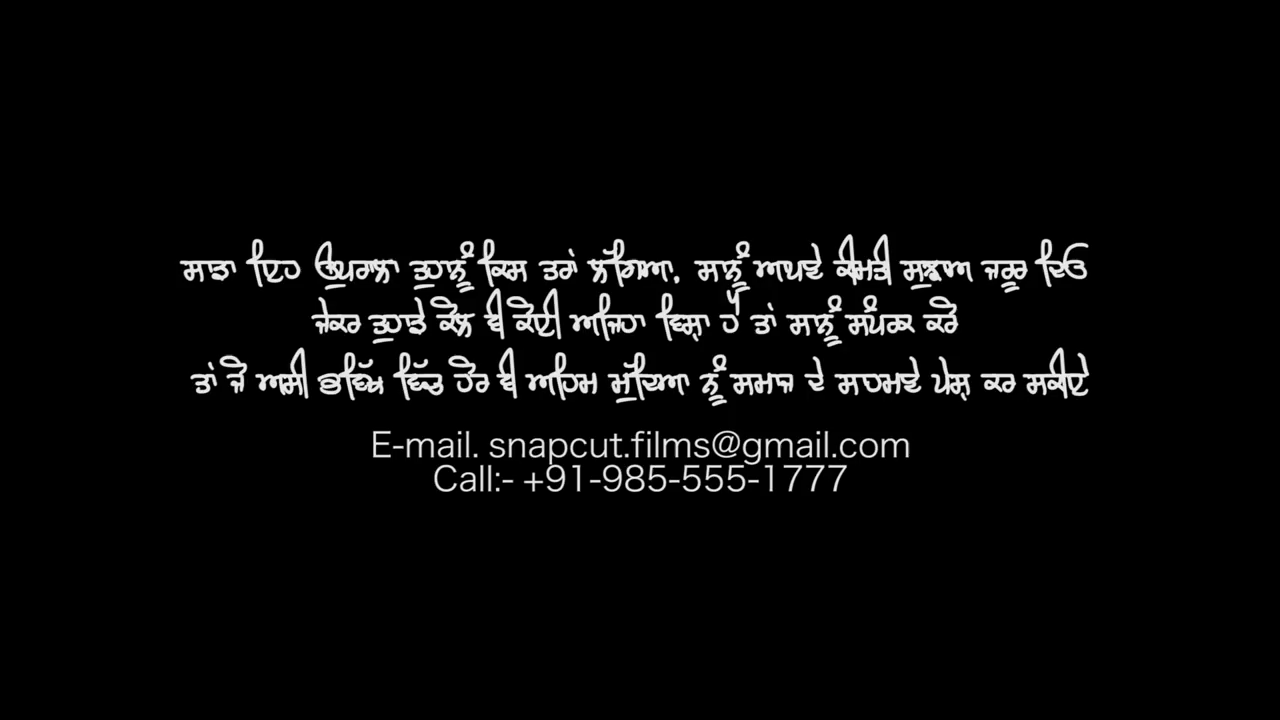 ਸਾਡਾ ਇਹ ਉਪਰਾਲਾ ਤੁਹਾਨੂੰ ਕਿਸ ਤਰਾਂ ਲੱਗਿਆ, ਸਾਨੂੰ ਅਪਣੇ ਕੀਮਤੀ ਸੁਝਾਅ ਜਰੂਰ ਦਿਓ
ਜੇਕਰ ਤੁਹਾਡੇ ਕੋਲ ਵੀ ਕੋਈ ਅਜਿਹਾ ਵਿਸ਼ਾ ਹੈ ਤਾਂ ਸਾਨੂੰ ਸੰਪਰਕ ਕਰੋ
ਤਾਂ ਜੋ ਅਸੀ ਭਵਿੱਖ ਵਿੱਚ ਹੋਰ ਵੀ ਅਹਿਮ ਮੁੱਦਿਆ ਨੂੰ ਸਮਾਜ ਦੇ ਸਾਹਮਣੇ ਪੇਸ਼ ਕਰ ਸਕੀਏ
E-mail. snapcut.films@gmail.com
Call:- +91-985-555-1777